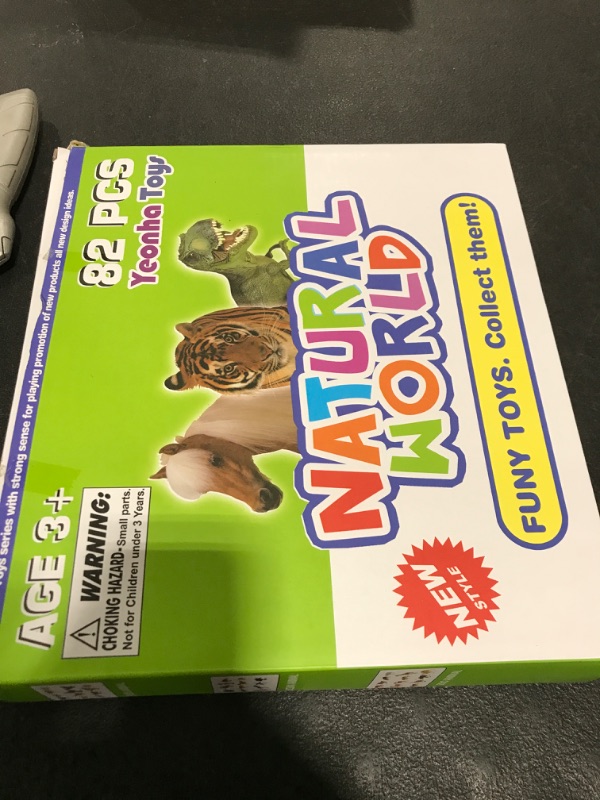 oys series with strong sense for playing promotion of new products all new design ideas.
AGE 3+
82 PCS
Yeonha Toys
WARNING:
CHOKING HAZARD-Small parts.
Not for Children under 3 Years.
NATURAL
WORLD
NEW
STYLE
FUNY TOYS. Collect them!